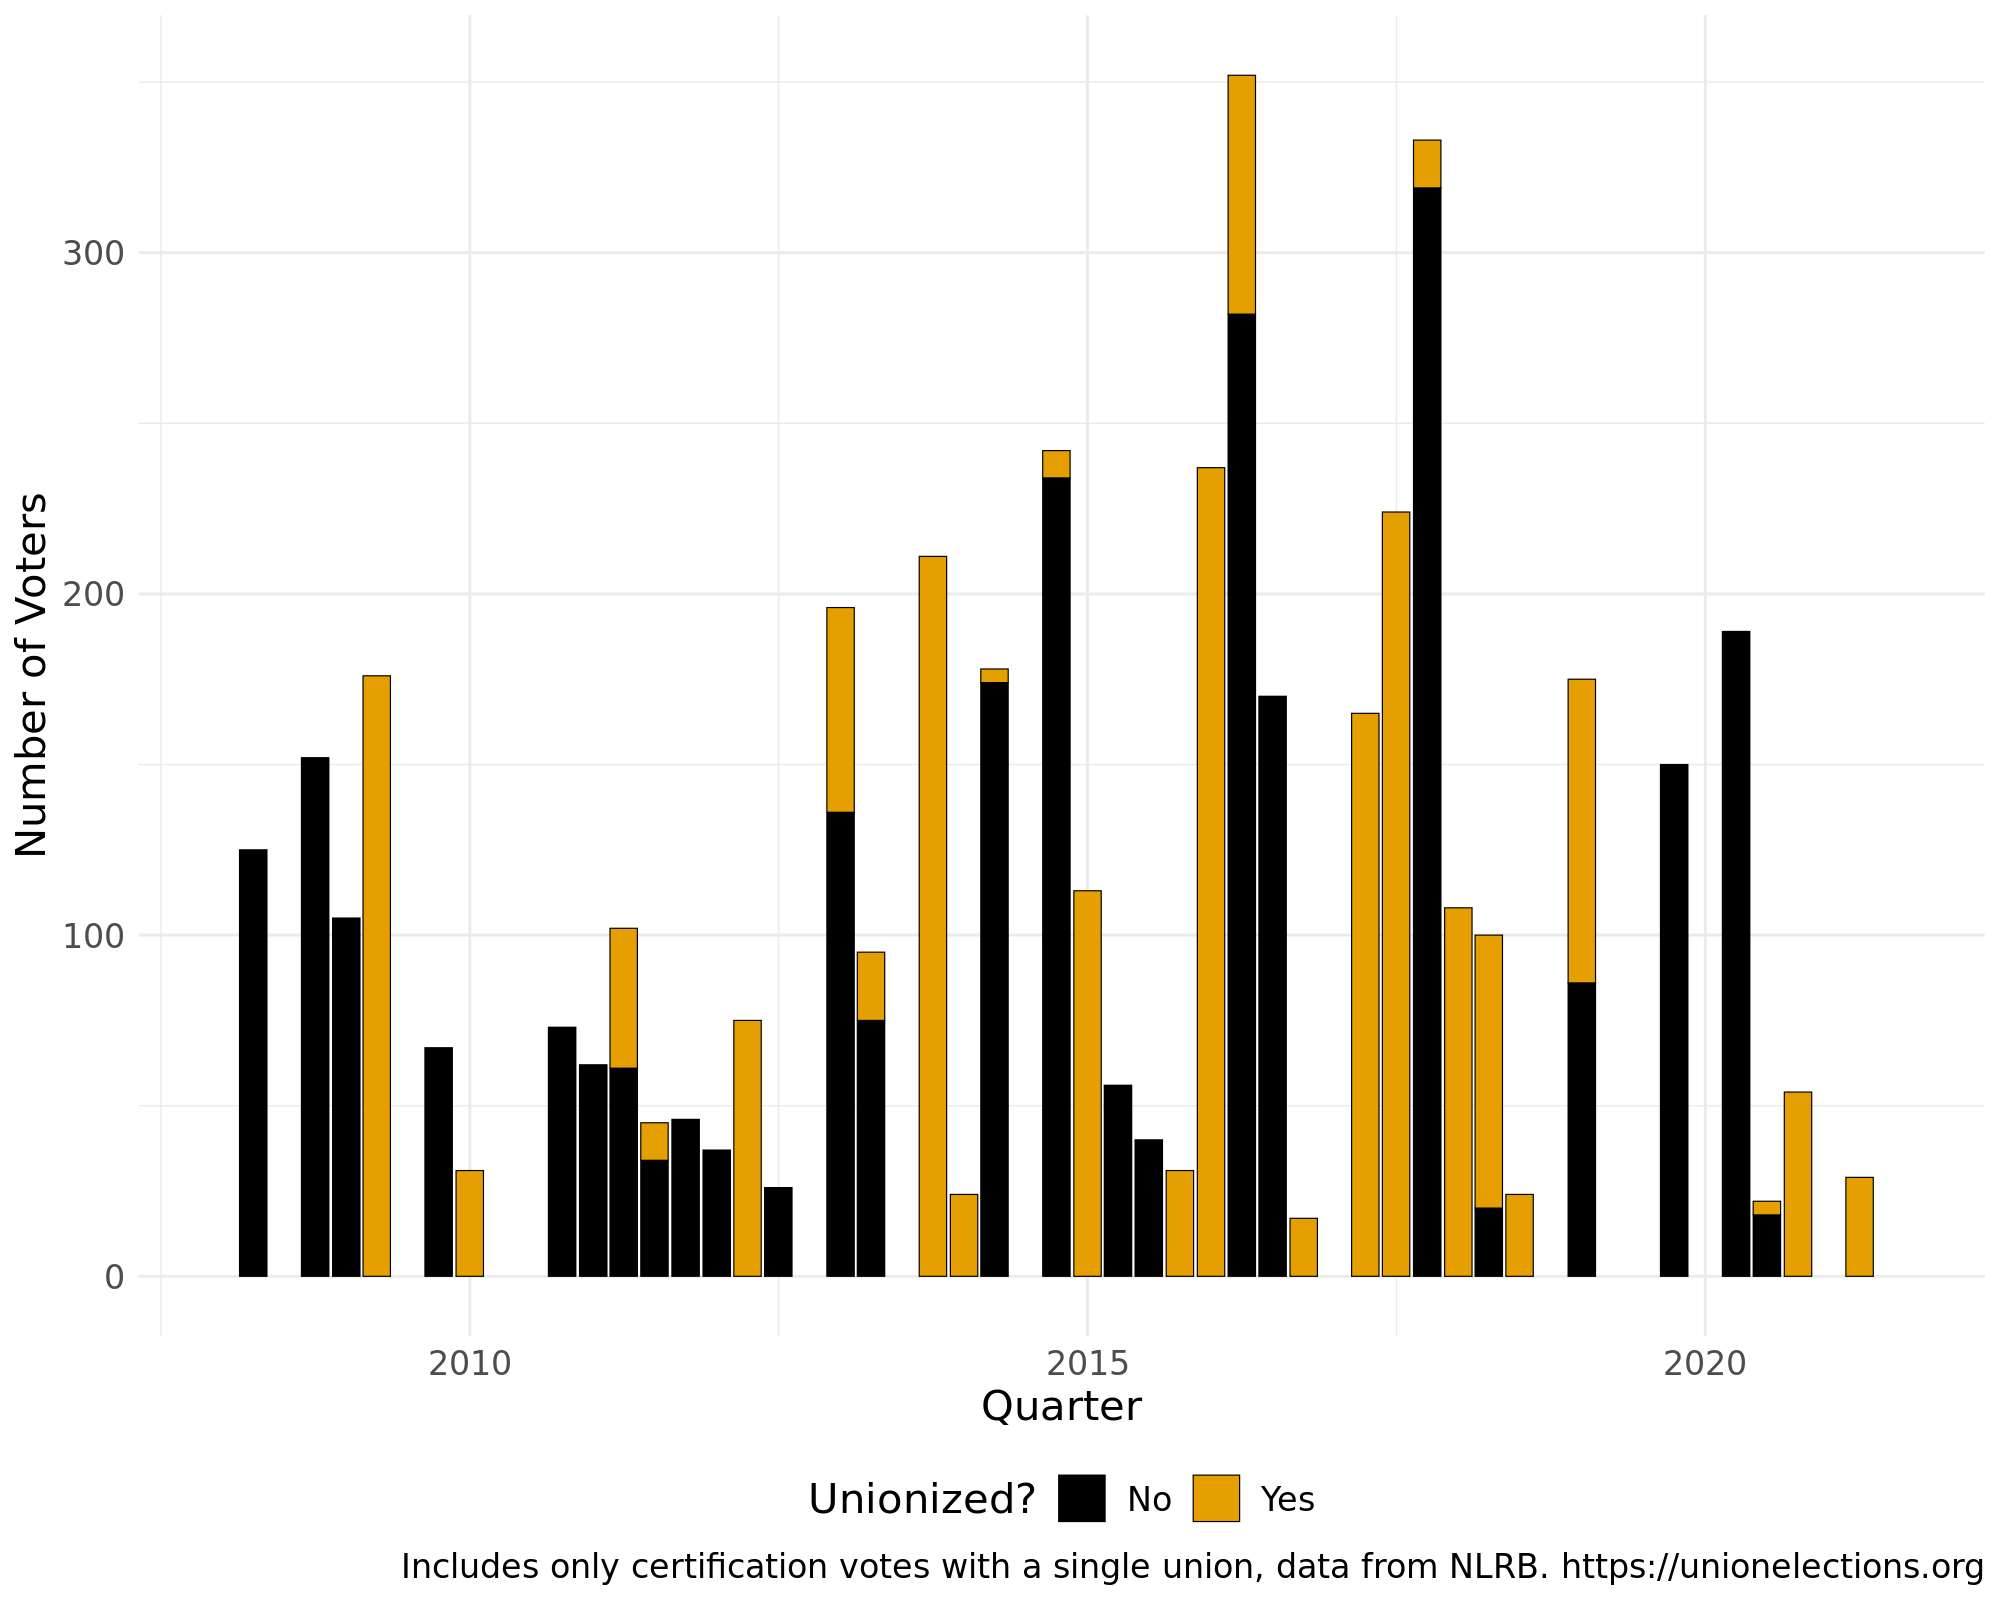 300
200
100
0
Number of Voters
2010 2015 2020
Quarter
Unionized? No Yes
Includes only certification votes with a single union, data from NLRB. https://unionelections.org